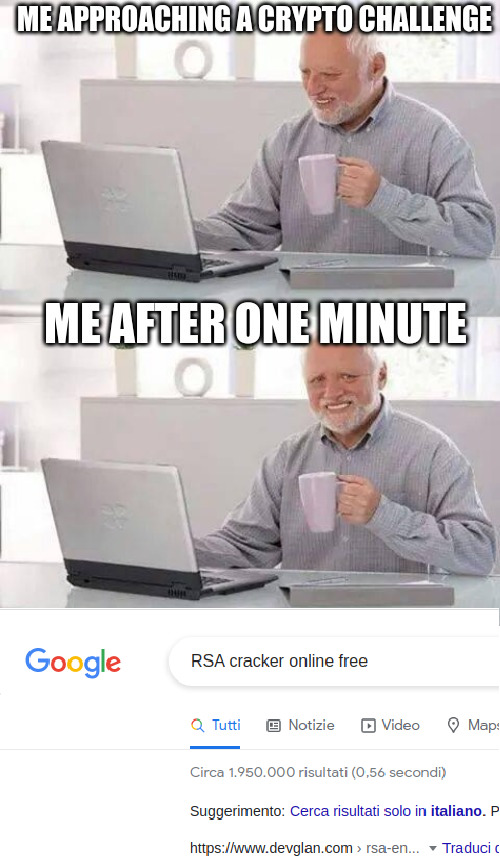 ME APPROACHING A CRYPTO CHALLENGE
ME AFTER ONE MINUTE
Google
RSA cracker online free
Tutti Notizie Video Maps
Circa 1.950.000 risultati (0,56 secondi)
Suggerimento: Cerca risultati solo in italiano. P
https://www.devglan.com › rsa-en... Traduci